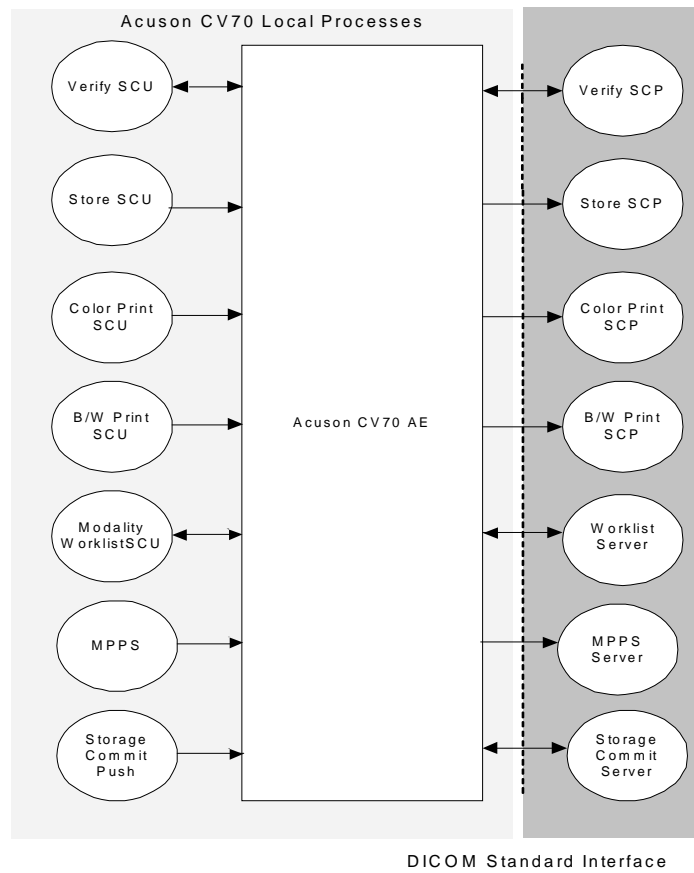 Acuson CV70 Local Processes
Verify SCU
Verify SCP
Store SCU
Store SCP
Color Print
SCU
Color Print
SCP
B/W Print
SCU
Acuson CV70 AE
B/W Print
SCP
Modality
WorklistSCU
Worklist
Server
MPPS
MPPS
Server
Storage
Commit
Push
Storage
Commit
Server
DICOM Standard Interface